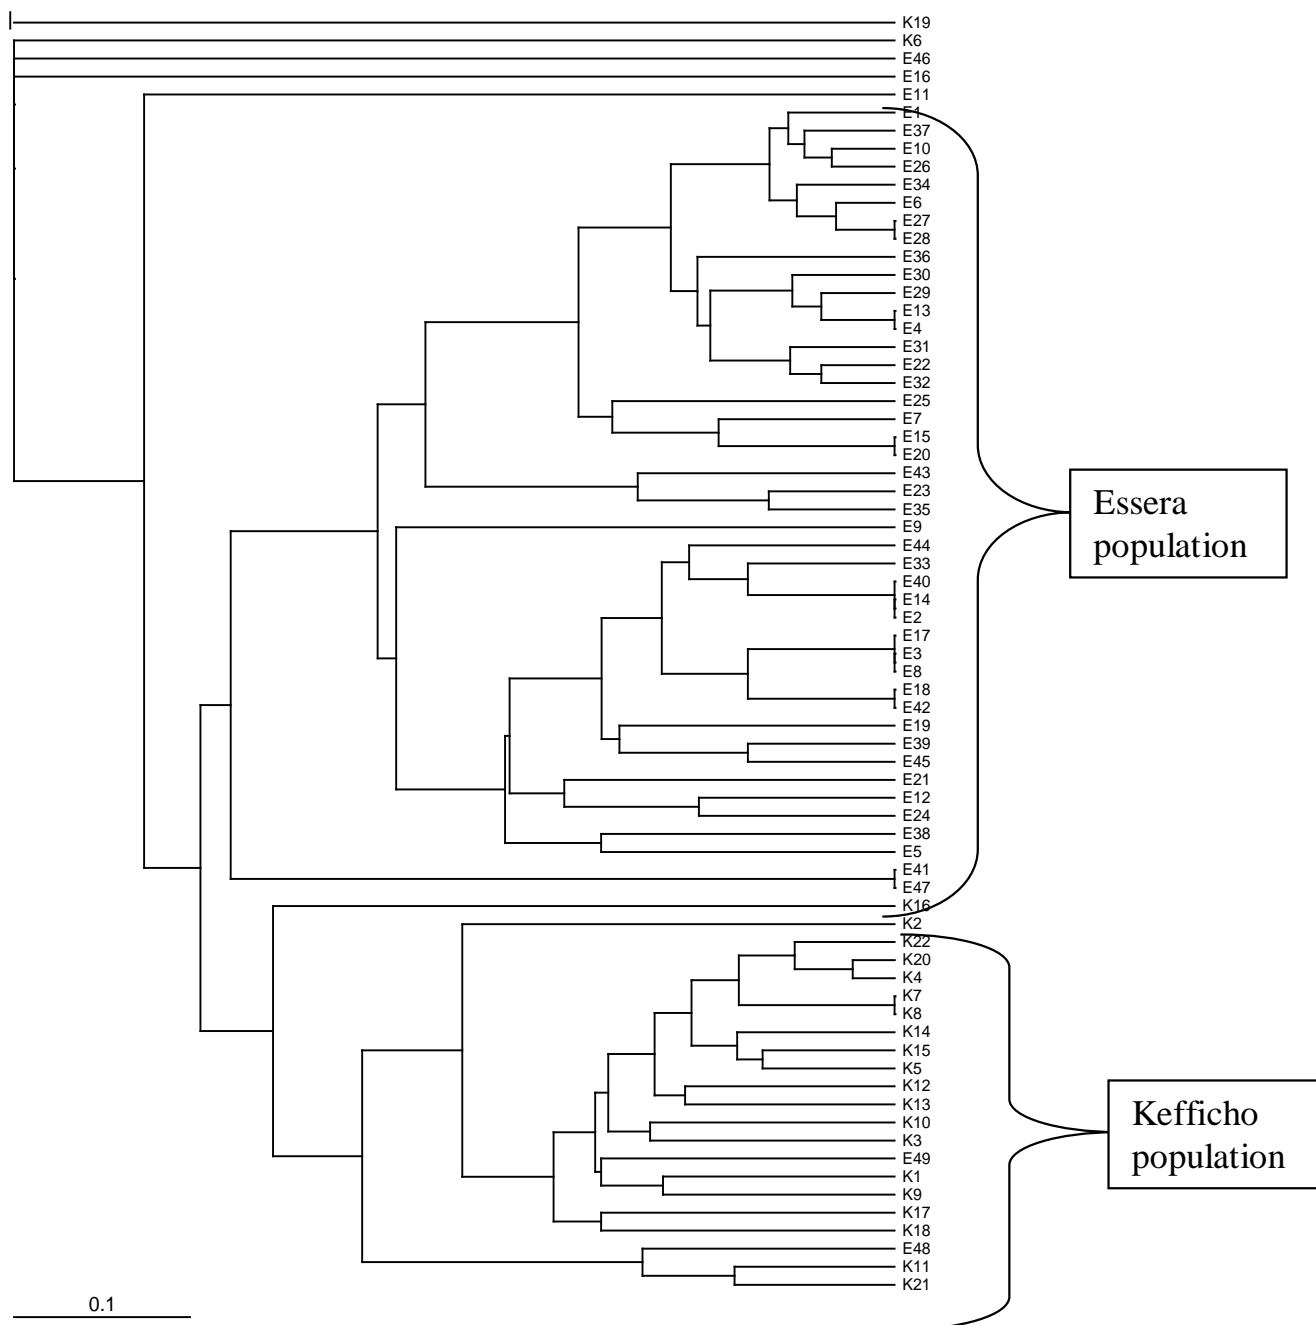 K19
K6
E46
E16
E11
E1
E37
E10
E26
E34
E6
E27
E28
E36
E30
E29
E13
E4
E31
E22
E32
E25
E7
E15
E20
E43
E23
E35
E9
E44
E33
E40
E14
E2
E17
E3
E8
E18
E42
E19
E39
E45
E21
E12
E24
E38
E5
E41
E47
K16
K2
K22
K20
K4
K7
K8
K14
K15
K5
K12
K13
K10
K3
E49
K1
K9
K17
K18
E48
K11
K21
Essera
population
Kefficho
population
0.1